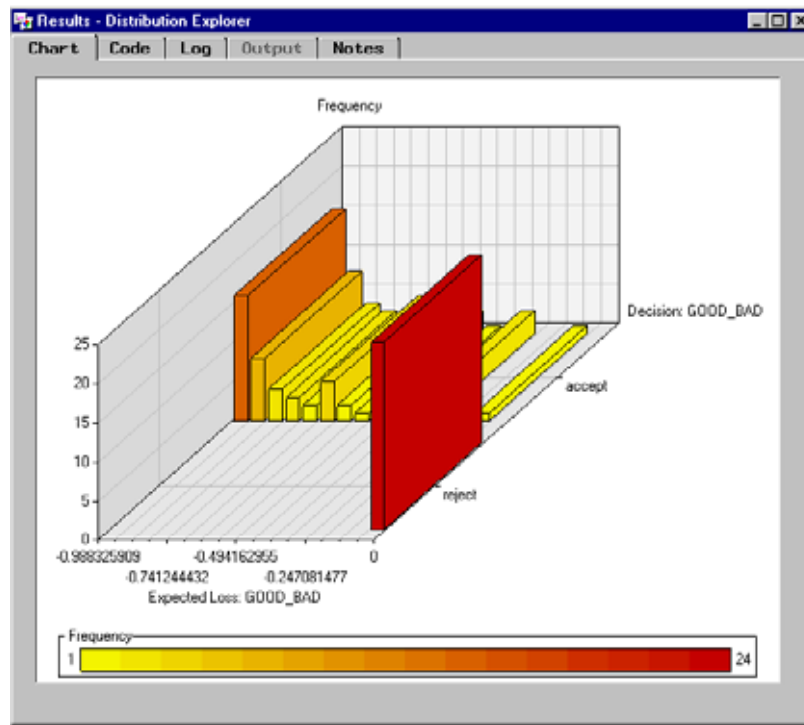 Results - Distribution Explorer
Chart Code Log Output Notes
Frequency
Decision: GOOD_BAD
accept
reject
25
20
15
10
5
0
-0.988325909 -0.494162955 0
-0.741244432 -0.247081477
Expected Loss: GOOD_BAD
Frequency
1 24